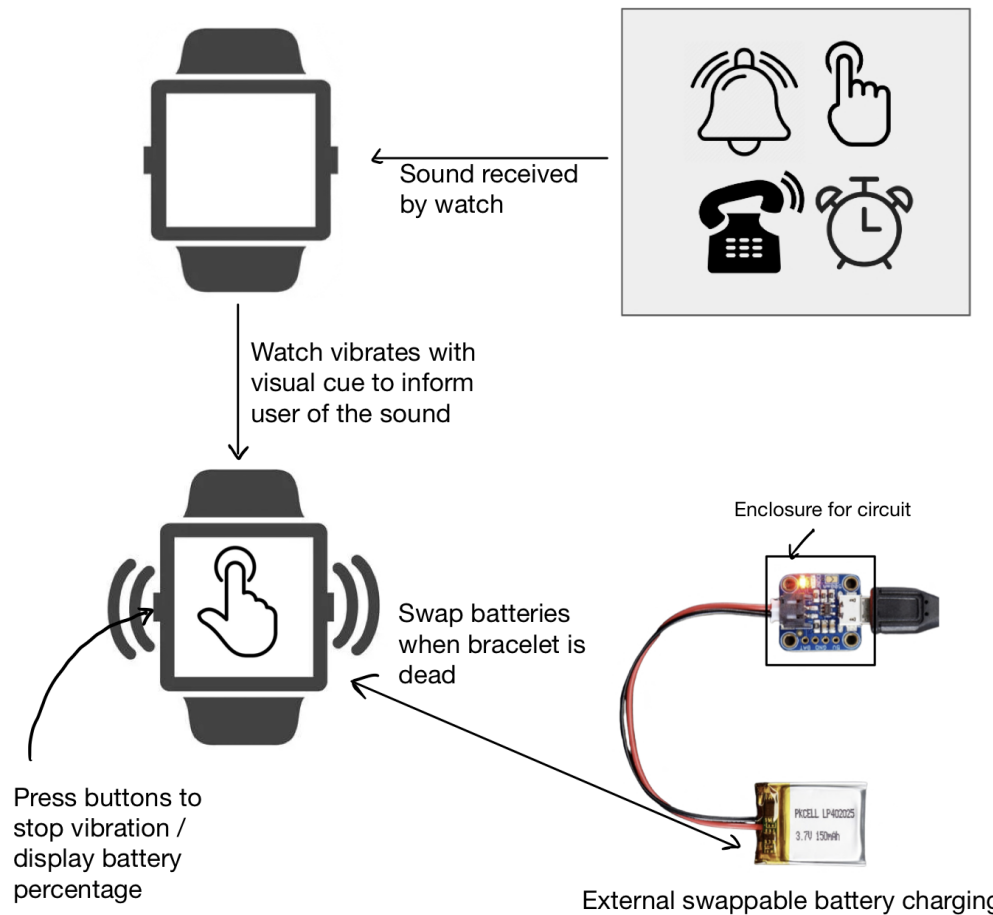 Sound received
by watch
Watch vibrates with
visual cue to inform
user of the sound
Enclosure for circuit
Swap batteries
when bracelet is
dead
Press buttons to
stop vibration /
display battery
percentage
PKCELL LP402025
3.7V 150mAh
External swappable battery charging